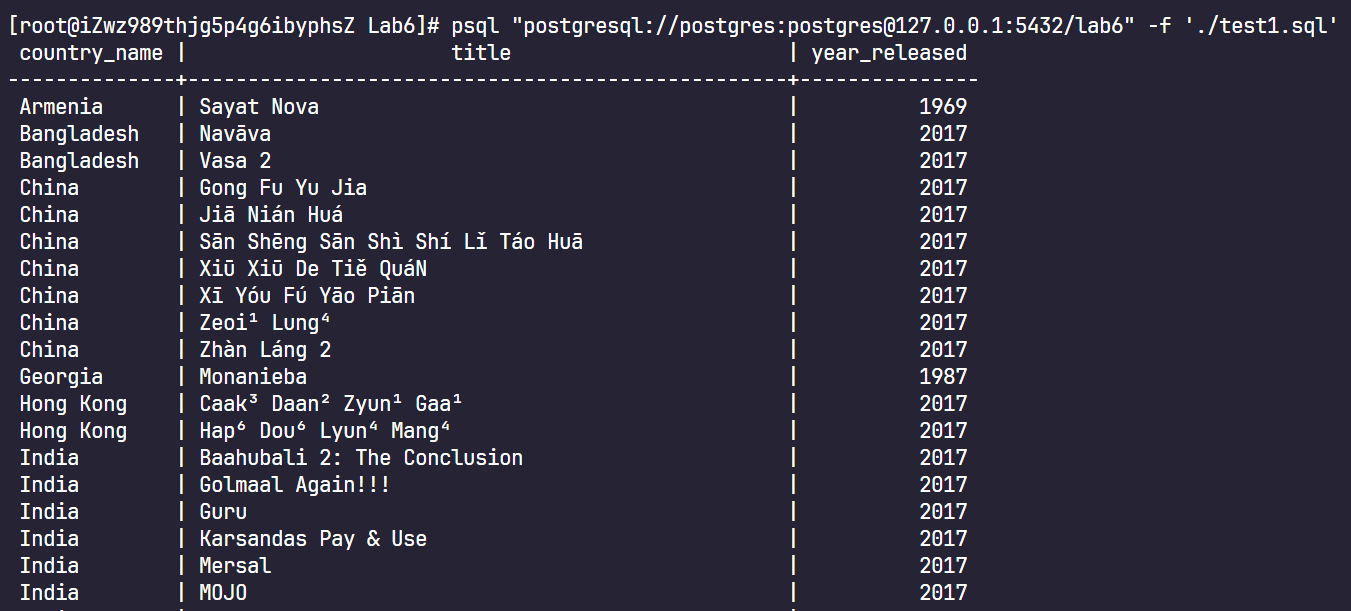 [root@iZwz989thjg5p4g6ibyphsZ Lab6]# psql "postgresql://postgres:postgres@127.0.0.1:5432/lab6" -f './test1.sql'
country_name | title | year_released
--------------+---------------------------------------------------+---------------
Armenia | Sayat Nova | 1969
Bangladesh | Navāva | 2017
Bangladesh | Vasa 2 | 2017
China | Gong Fu Yu Jia | 2017
China | Jiā Nián Huá | 2017
China | Sān Shēng Sān Shì Shí Lǐ Táo Huā | 2017
China | Xiū Xiū De Tiě QuáN | 2017
China | Xī Yóu Fú Yāo Piān | 2017
China | Zeoi¹ Lung⁴ | 2017
China | Zhàn Láng 2 | 2017
Georgia | Monanieba | 1987
Hong Kong | Caak³ Daan² Zyun¹ Gaa¹ | 2017
Hong Kong | Hap⁶ Dou⁶ Lyun⁴ Mang⁴ | 2017
India | Baahubali 2: The Conclusion | 2017
India | Golmaal Again!!! | 2017
India | Guru | 2017
India | Karsandas Pay & Use | 2017
India | Mersal | 2017
India | MOJO | 2017